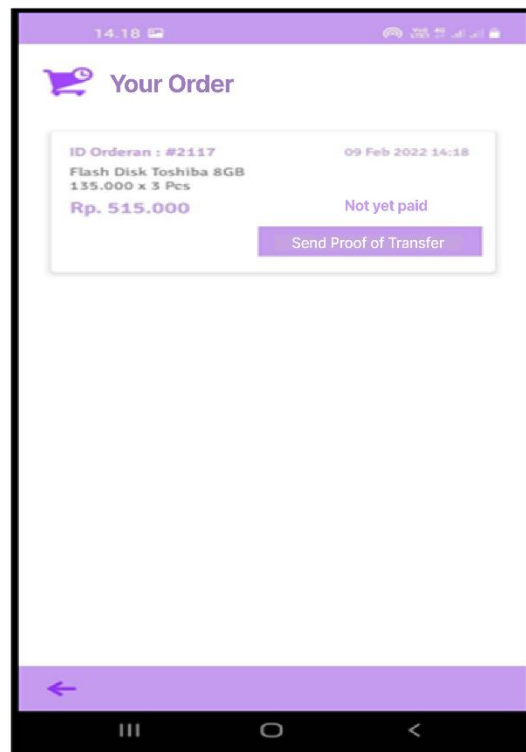 14.18
Your Order
ID Orderan : #2117
09 Feb 2022 14:18
Flash Disk Toshiba 8GB
135.000 x 3 Pcs
Rp. 515.000
Not yet paid
Send Proof of Transfer